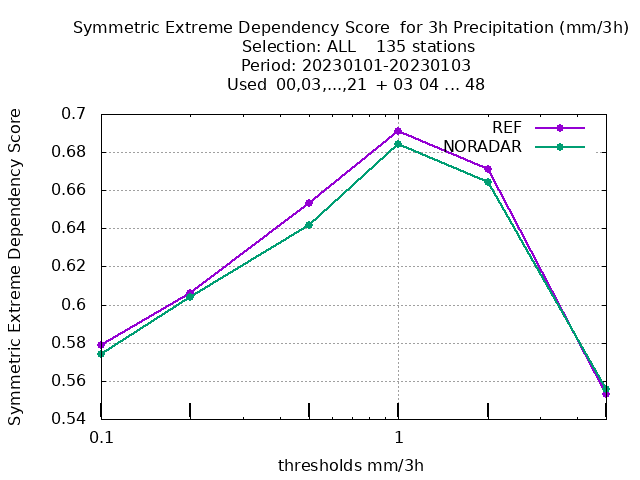 Symmetric Extreme Dependency Score  for 3h Precipitation (mm/3h)
Selection: ALL    135 stations
Period: 20230101-20230103
Used  00,03,...,21  + 03 04 ... 48
Symmetric Extreme Dependency Score
0.7
0.68
0.66
0.64
0.62
0.6
0.58
0.56
0.54
REF
NORADAR
0.1
1
thresholds mm/3h